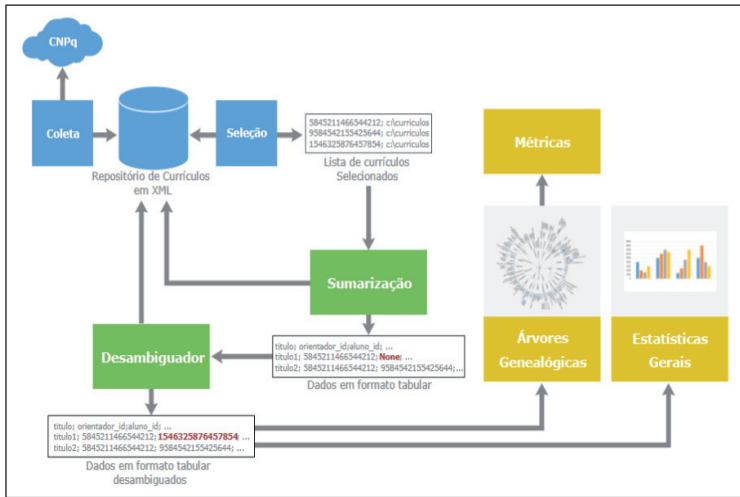 CNPq
Coleta
Repositório de Currículos
em XML
Seleção
5845211466544212; c:\curriculos
9584542155425644; c:\curriculos
1546325876457854; c:\curriculos
Lista de currículos
Selecionados
Métricas
Sumarização
Desambiguador
titulo; orientador_id;aluno_id; ...
titulo1; 5845211466544212; None; ...
titulo2; 5845211466544212; 9584542155425644;...
Dados em formato tabular
Árvores
Genealógicas
Estatísticas
Gerais
titulo; orientador_id;aluno_id; ...
titulo1; 5845211466544212; 1546325876457854; ...
titulo2; 5845211466544212; 9584542155425644; ...
Dados em formato tabular
desambiguados